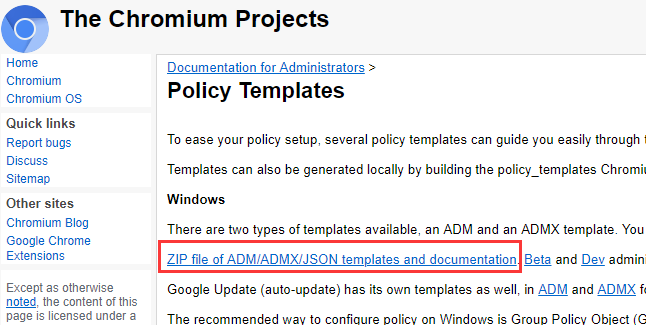 The Chromium Projects
Home
Chromium
Chromium OS
Quick links
Report bugs
Discuss
Sitemap
Other sites
Chromium Blog
Google Chrome
Extensions
Except as otherwise
noted, the content of this
page is licensed under a
Documentation for Administrators >
Policy Templates
To ease your policy setup, several policy templates can guide you easily through
Templates can also be generated locally by building the policy_templates
Windows
There are two types of templates available, an ADM and an ADMX template. You
ZIP file of ADM/ADMX/JSON templates and documentation, Beta and Dev
Google Update (auto-update) has its own templates as well, in ADM and ADMX
The recommended way to configure policy on Windows is Group Policy Object